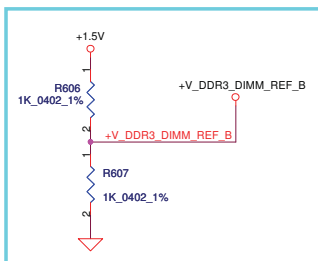 +1.5V
1
R606
1K_0402_1%
2
+V_DDR3_DIMM_REF_B
+V_DDR3_DIMM_REF_B
1
R607
1K_0402_1%
2